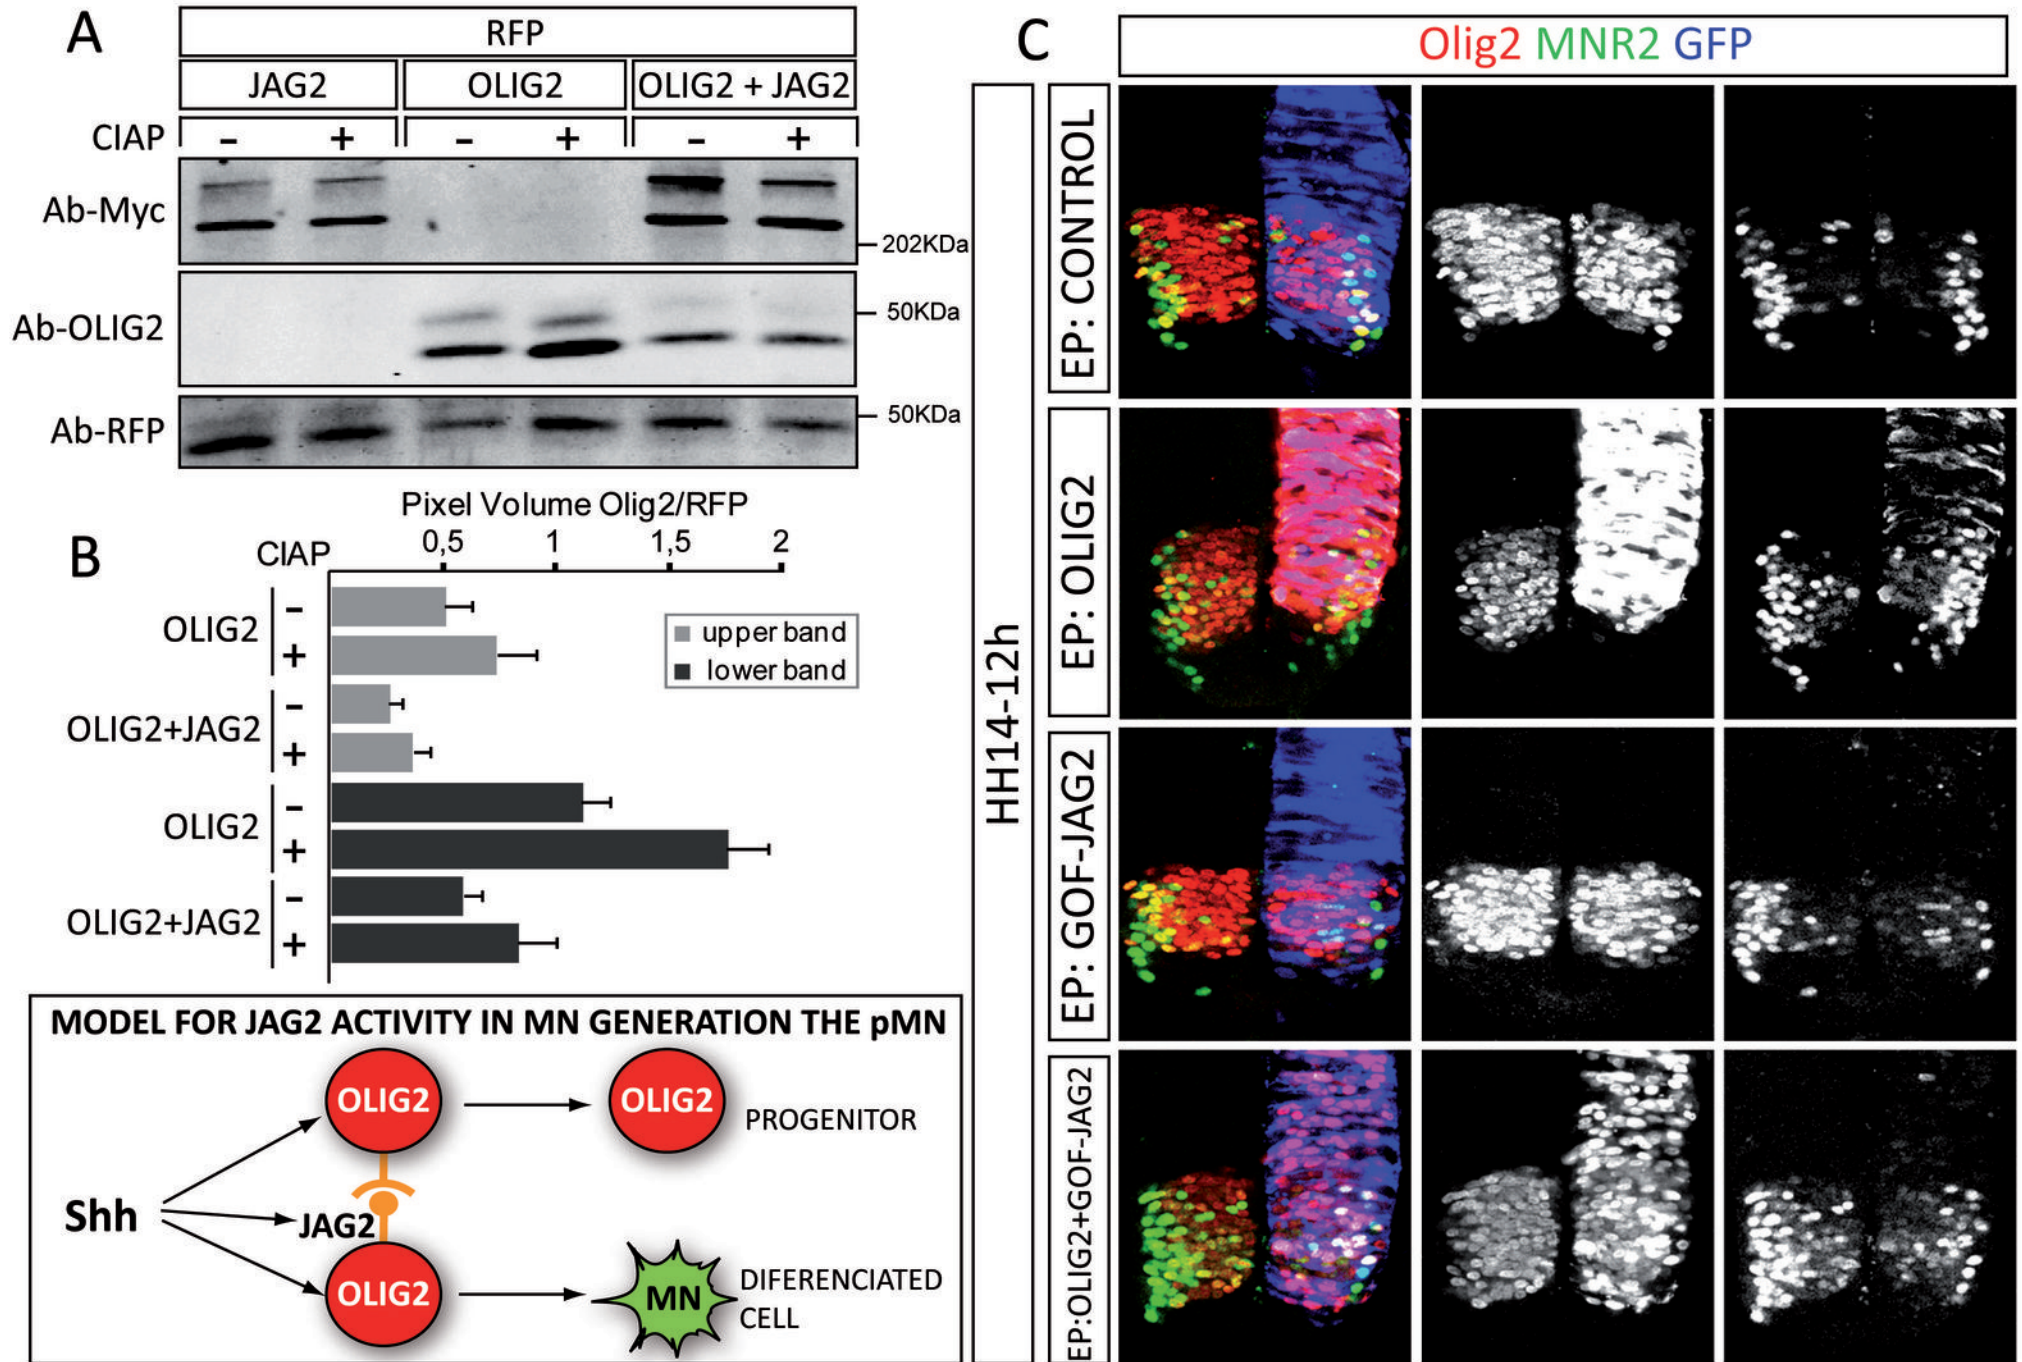 A
RFP
JAG2 OLIG2 OLIG2 + JAG2
CIAP - + - + - +
Ab-Myc
202KDa
Ab-OLIG2
50KDa
Ab-RFP
50KDa
B
Pixel Volume Olig2/RFP
CIAP 0,5 1 1,5 2
OLIG2 - +
OLIG2+JAG2 - +
OLIG2 - +
OLIG2+JAG2 - +
upper band
lower band
MODEL FOR JAG2 ACTIVITY IN MN GENERATION THE pMN
OLIG2 OLIG2
PROGENITOR
Shh
JAG2
OLIG2 MN
DIFERENCIATED
CELL
C
Olig2 MNR2 GFP
HH14-12h
EP: CONTROL
EP: OLIG2
EP: GOF-JAG2
EP:OLIG2+GOF-JAG2